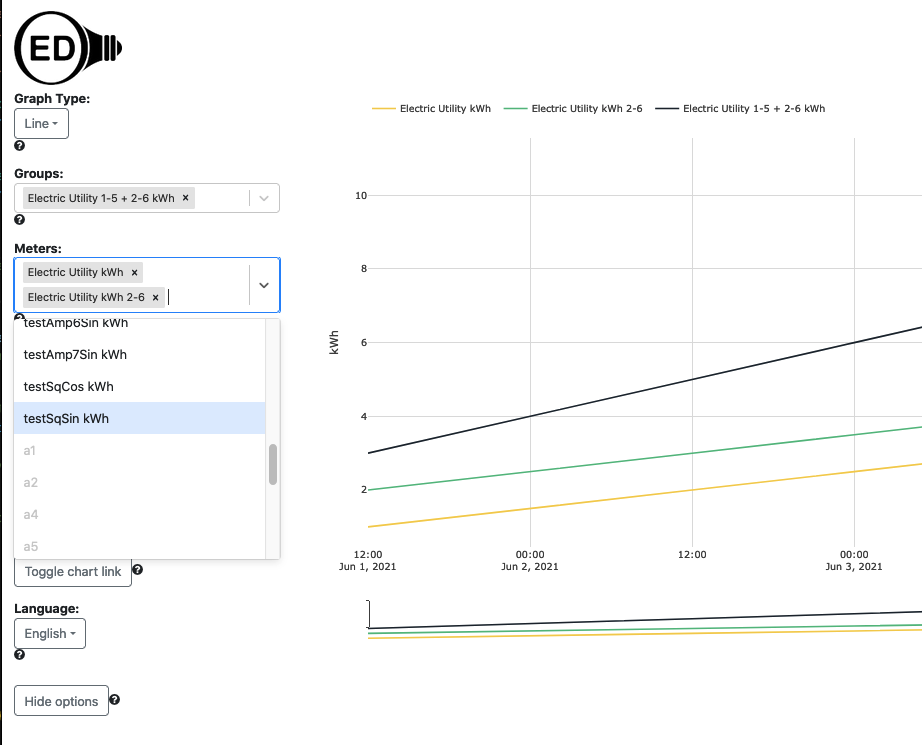 ED
Graph Type:
Line
Groups:
Electric Utility 1-5 + 2-6 kWh ×
Meters:
Electric Utility kWh ×
Electric Utility kWh 2-6 ×
testAmp6Sin kWh
testAmp7Sin kWh
testSqCos kWh
testSqSin kWh
a1
a2
a4
a5
Toggle chart link
Language:
English
Hide options
Electric Utility kWh Electric Utility kWh 2-6 Electric Utility 1-5 + 2-6 kWh
kWh
10
8
6
4
2
12:00 00:00 12:00 00:00
Jun 1, 2021 Jun 2, 2021 Jun 3, 2021